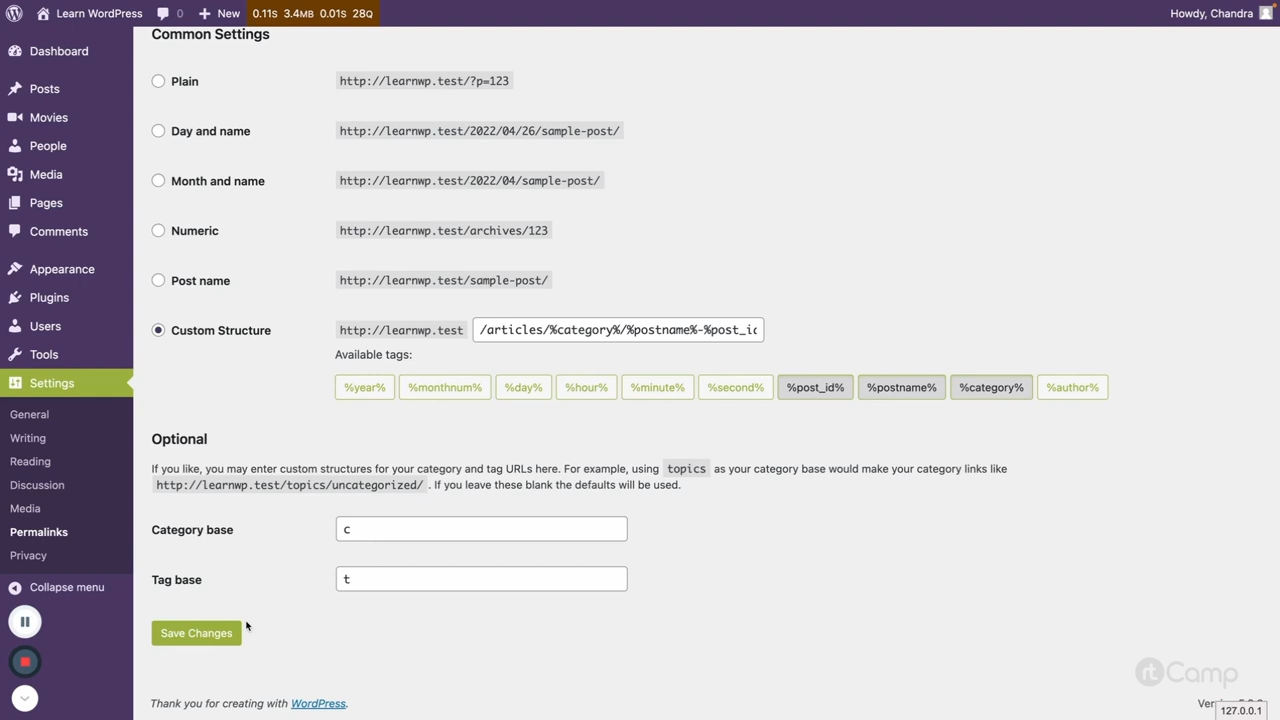 Learn WordPress 0 New 0.11S 3.4MB 0.01S 28Q Howdy, Chandra
Dashboard
Posts
Movies
People
Media
Pages
Comments
Appearance
Plugins
Users
Tools
Settings
General
Writing
Reading
Discussion
Media
Permalinks
Privacy
Collapse menu
Common Settings
Plain http://learnwp.test/?p=123
Day and name http://learnwp.test/2022/04/26/sample-post/
Month and name http://learnwp.test/2022/04/sample-post/
Numeric http://learnwp.test/archives/123
Post name http://learnwp.test/sample-post/
Custom Structure http://learnwp.test /articles/%category%/%postname%-%post_id
Available tags:
%year% %monthnum% %day% %hour% %minute% %second% %post_id% %postname% %category% %author%
Optional
If you like, you may enter custom structures for your category and tag URLs here. For example, using topics as your category base would make your category links like
http://learnwp.test/topics/uncategorized/ . If you leave these blank the defaults will be used.
Category base c
Tag base t
Save Changes
rtCamp
Thank you for creating with WordPress.
127.0.0.1